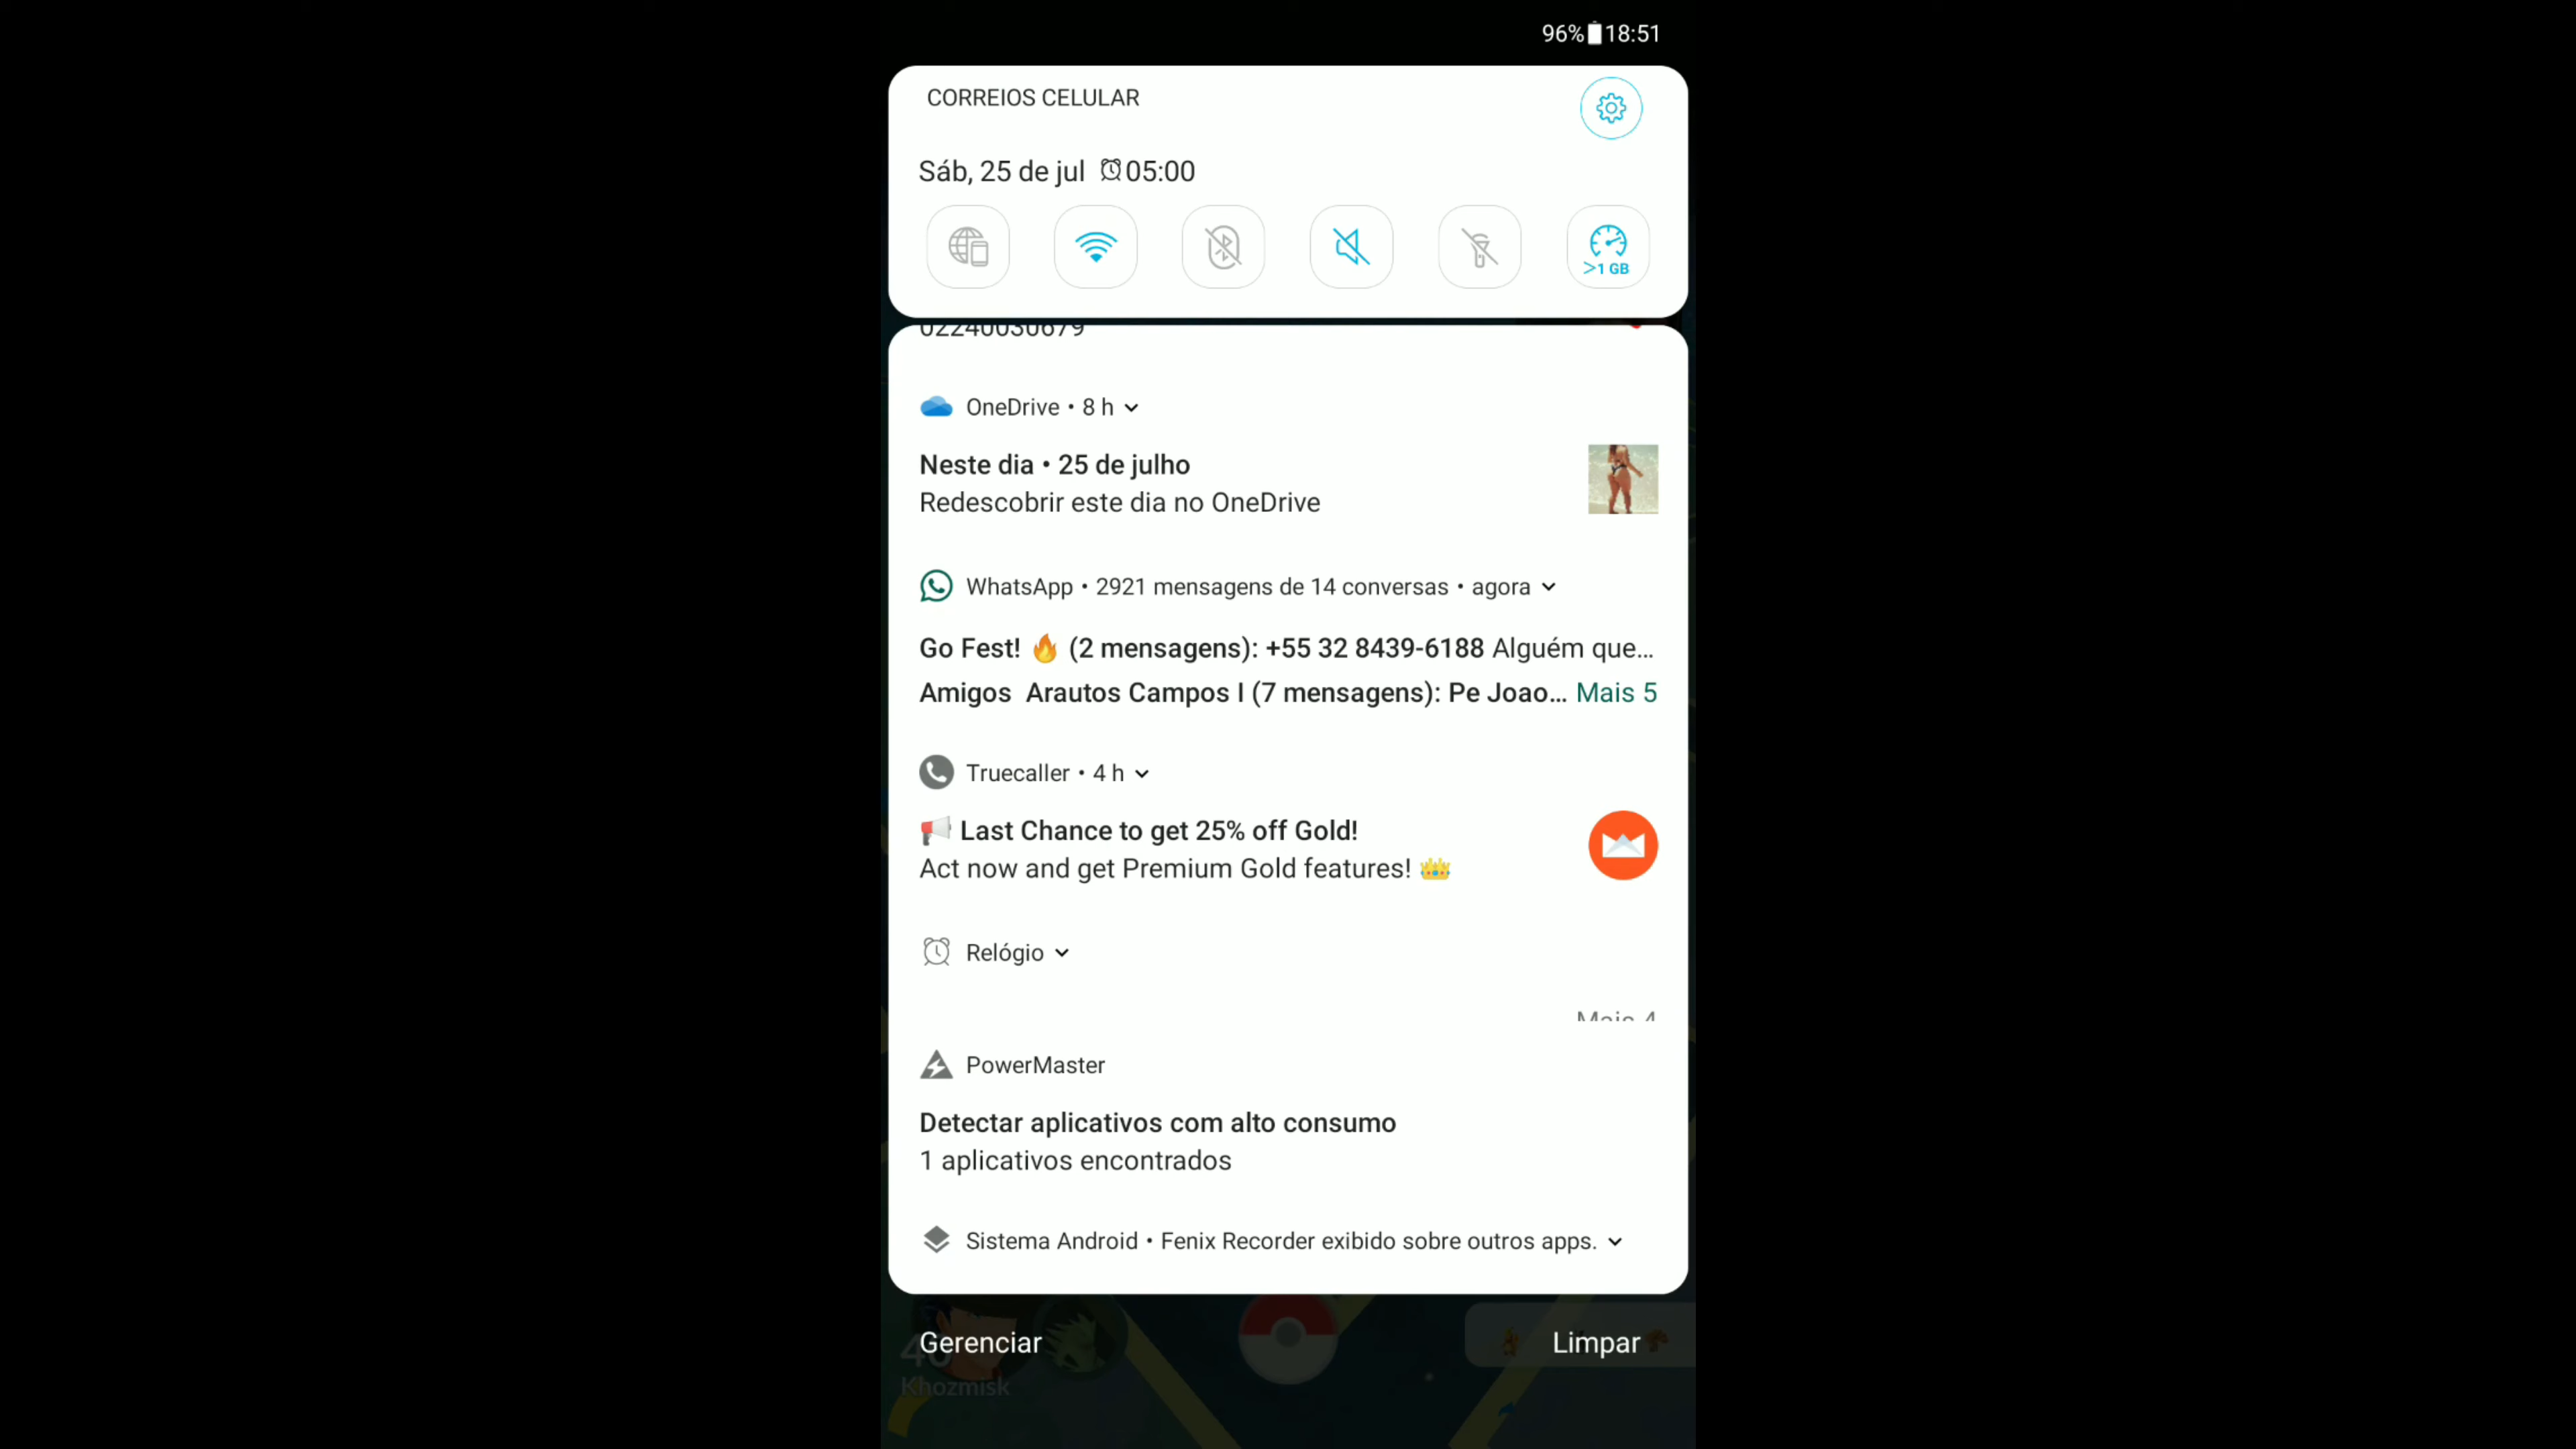 96% 18:51
CORREIOS CELULAR
Sáb, 25 de jul 05:00
>1 GB
02240030679
OneDrive • 8 h
Neste dia • 25 de julho
Redescobrir este dia no OneDrive
WhatsApp • 2921 mensagens de 14 conversas • agora
Go Fest! 🔥 (2 mensagens): +55 32 8439-6188 Alguém que...
Amigos Arautos Campos I (7 mensagens): Pe Joao... Mais 5
Truecaller • 4 h
📢 Last Chance to get 25% off Gold!
Act now and get Premium Gold features! 👑
Relógio
Mais 4
PowerMaster
Detectar aplicativos com alto consumo
1 aplicativos encontrados
Sistema Android • Fenix Recorder exibido sobre outros apps.
Gerenciar
Limpar
Khozmisk